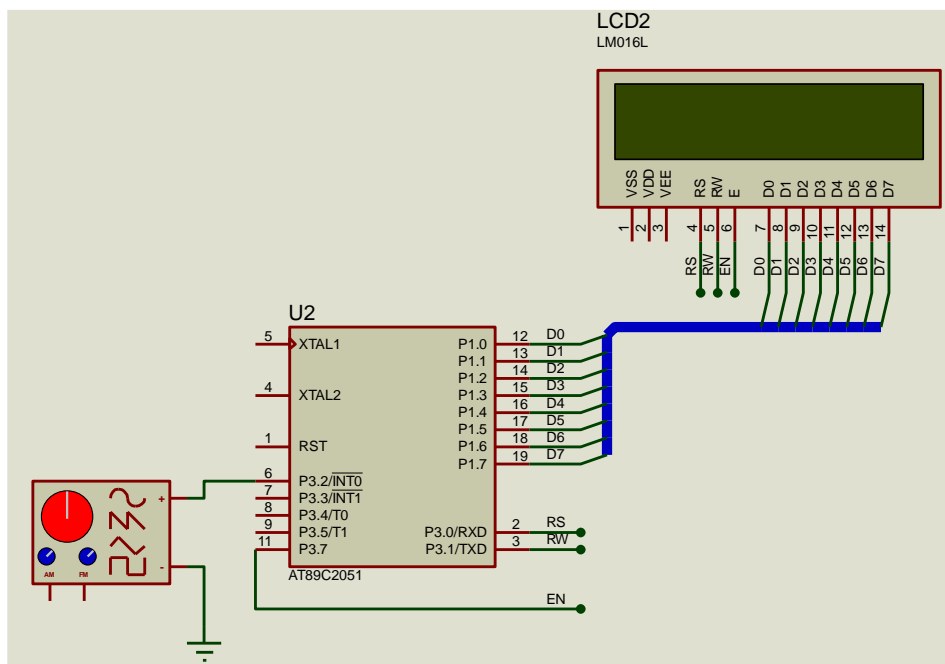 LCD2
LM016L
VSS VDD VEE RS RW E D0 D1 D2 D3 D4 D5 D6 D7
1 2 3 4 5 6 7 8 9 10 11 12 13 14
RS RW EN D0 D1 D2 D3 D4 D5 D6 D7
U2
5 XTAL1 P1.0 12 D0
P1.1 13 D1
P1.2 14 D2
4 XTAL2 P1.3 15 D3
P1.4 16 D4
P1.5 17 D5
1 RST P1.6 18 D6
P1.7 19 D7
6 P3.2/INT0
7 P3.3/INT1
8 P3.4/T0
9 P3.5/T1 P3.0/RXD 2 RS
11 P3.7 P3.1/TXD 3 RW
AT89C2051
EN
+
-
AM FM